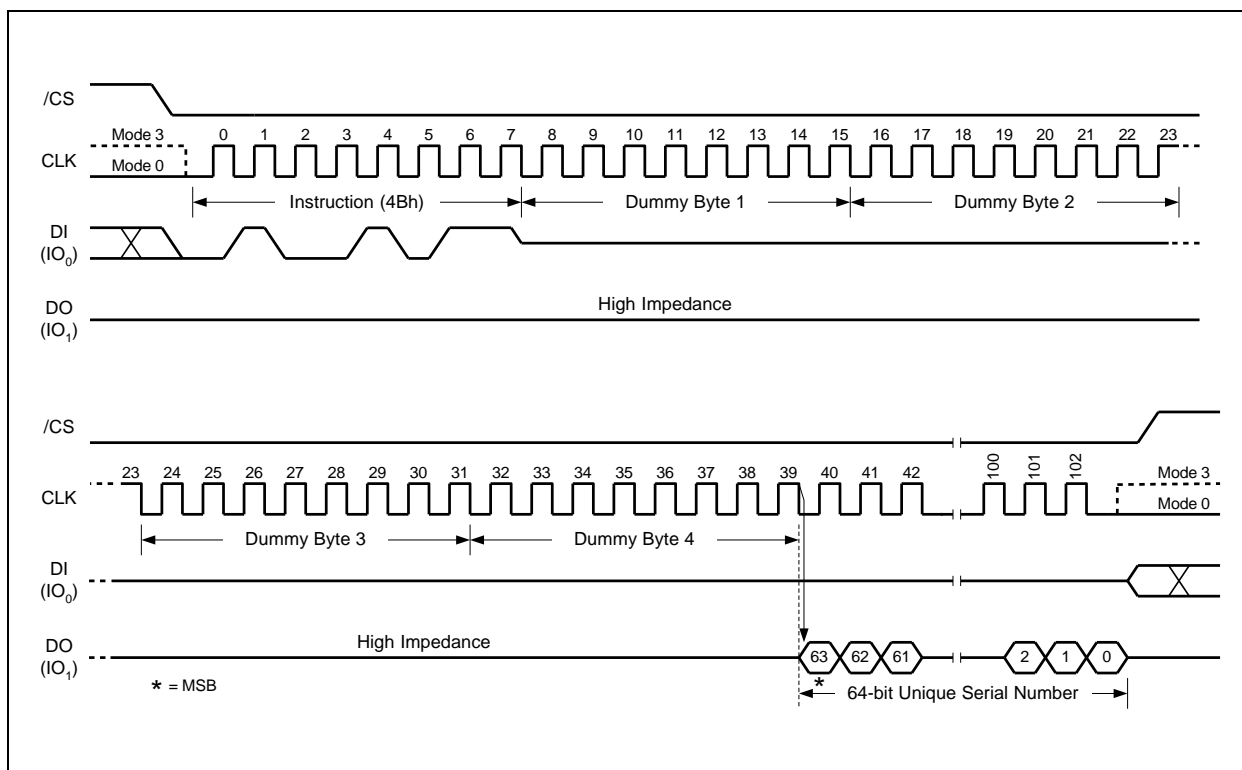 /CS
Mode 3 0 1 2 3 4 5 6 7 8 9 10 11 12 13 14 15 16 17 18 19 20 21 22 23
CLK Mode 0
Instruction (4Bh) Dummy Byte 1 Dummy Byte 2
DI
(IO0)
DO High Impedance
(IO1)
/CS
23 24 25 26 27 28 29 30 31 32 33 34 35 36 37 38 39 40 41 42 100 101 102 Mode 3
CLK Mode 0
Dummy Byte 3 Dummy Byte 4
DI
(IO0)
DO High Impedance 63 62 61 2 1 0
(IO1)
* = MSB * 64-bit Unique Serial Number